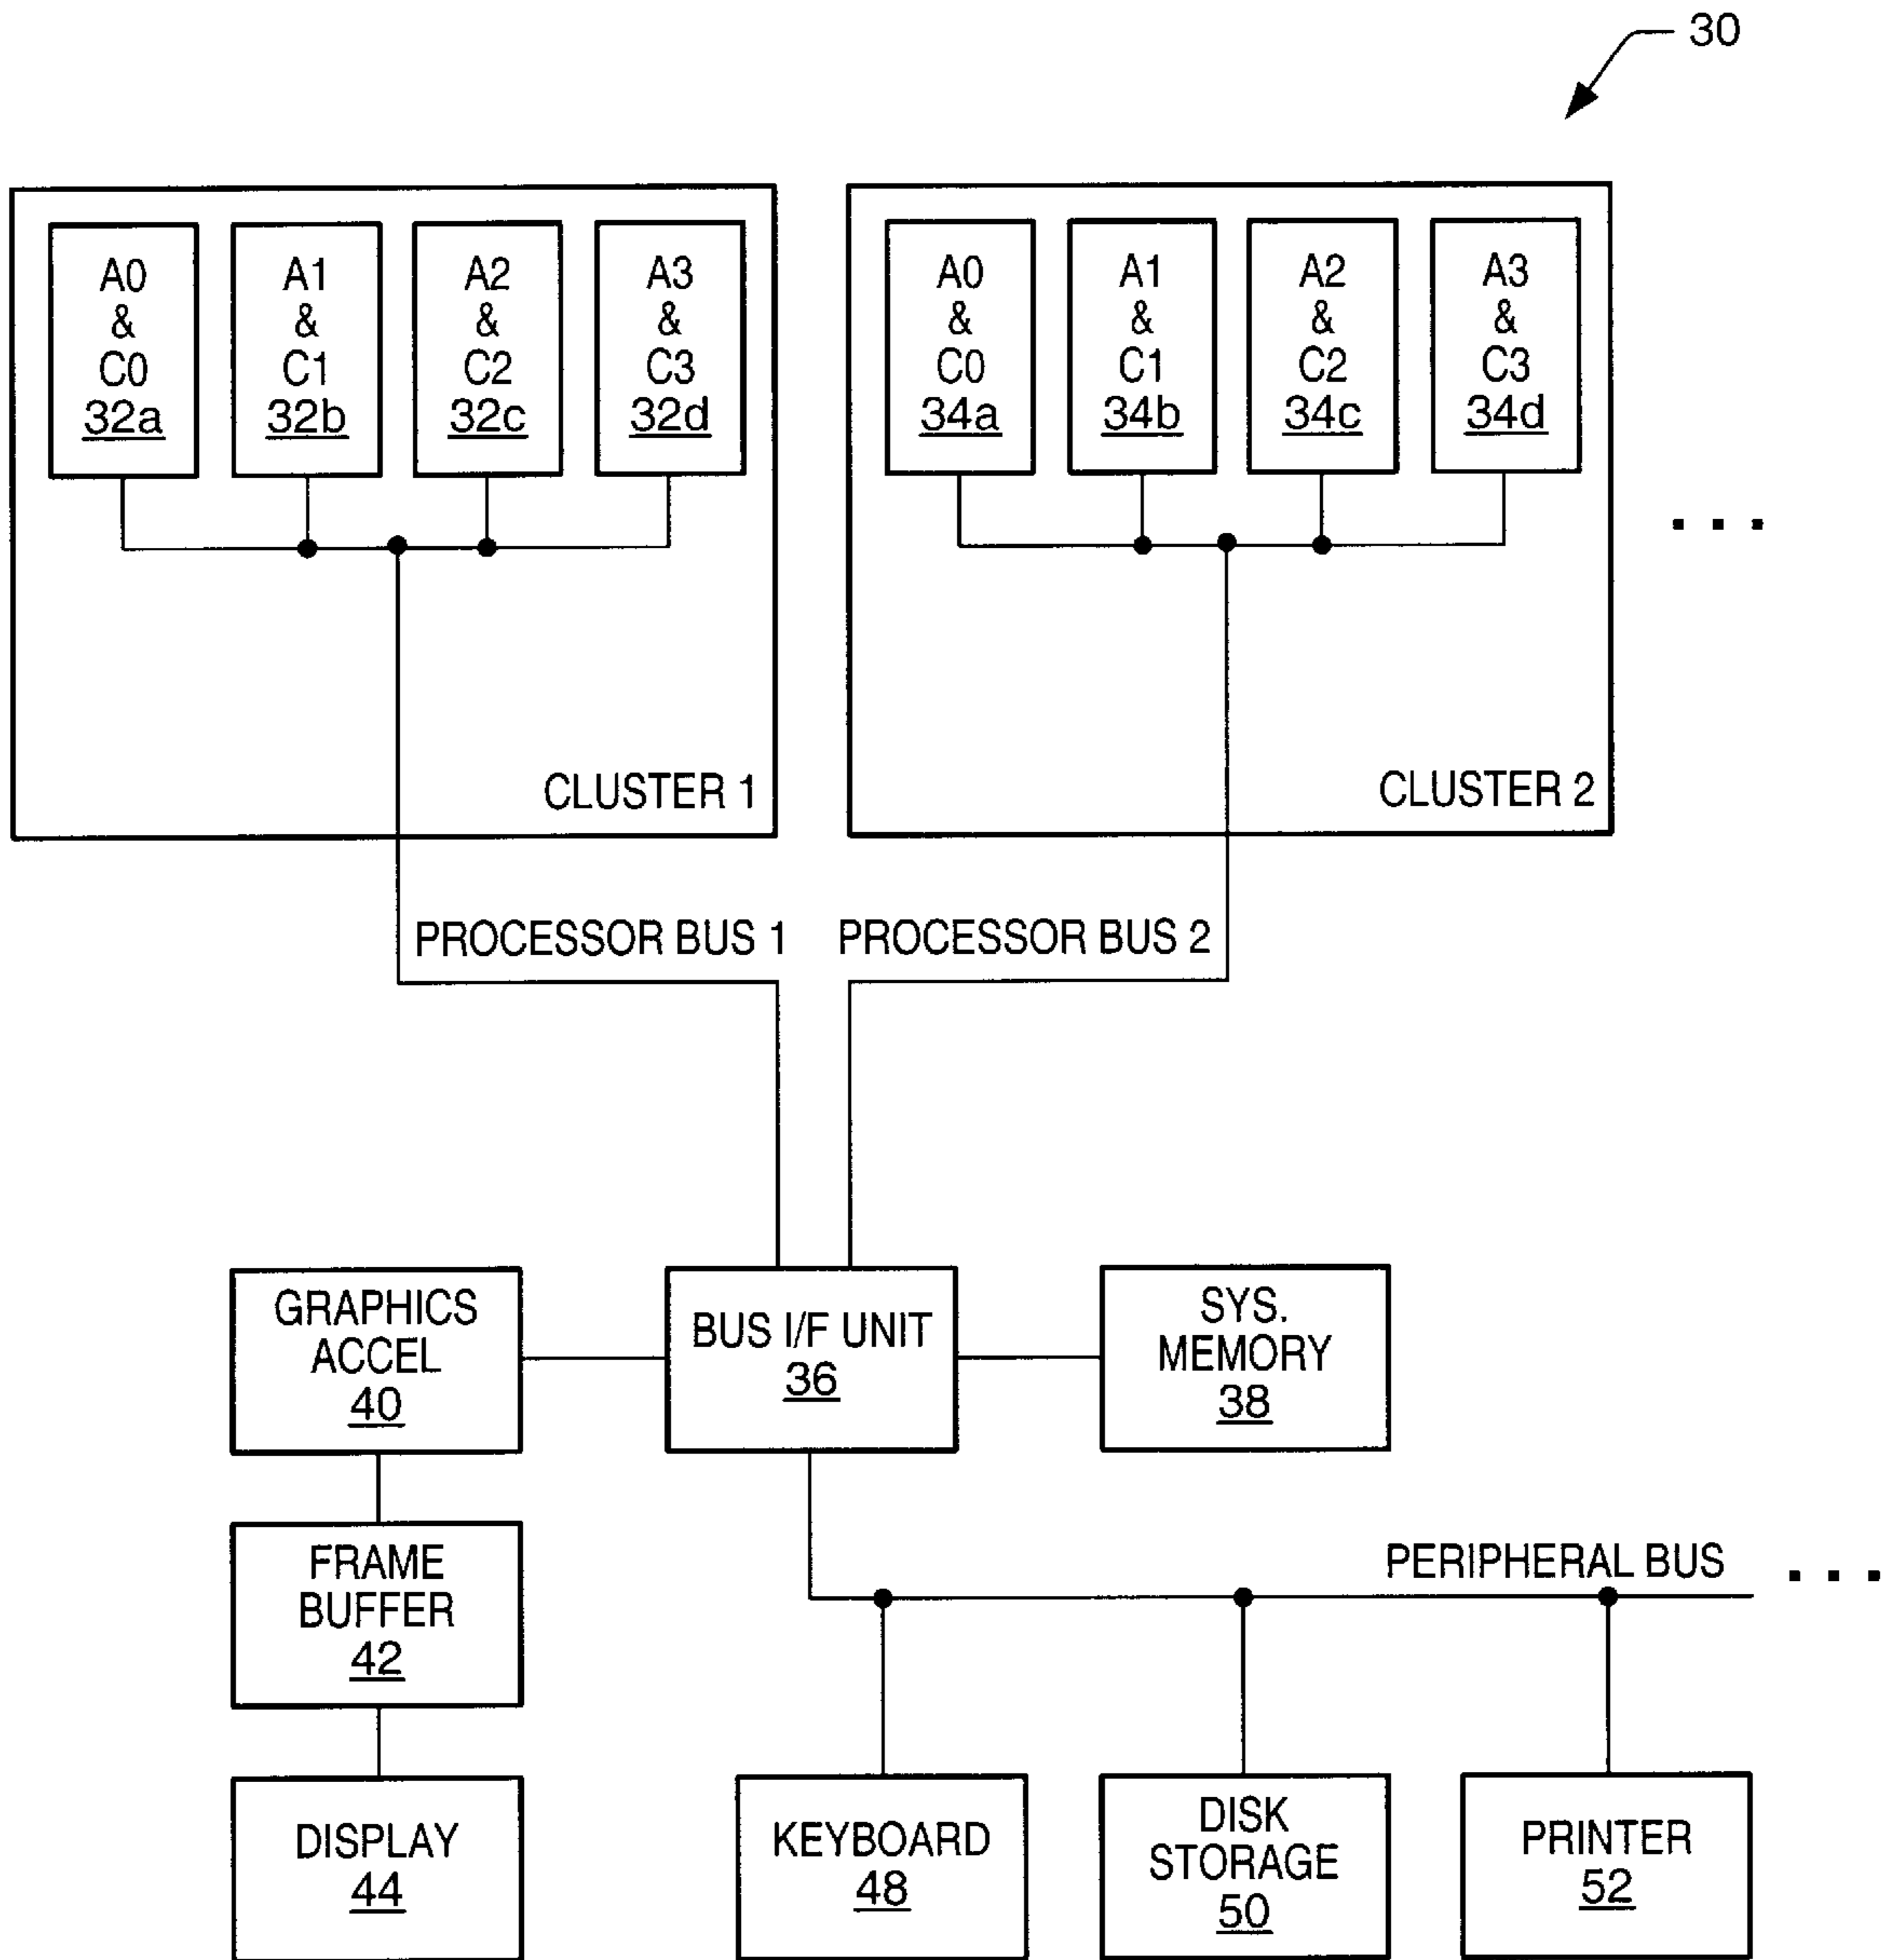 30
A0
&
C0
32a
A1
&
C1
32b
A2
&
C2
32c
A3
&
C3
32d
CLUSTER 1
A0
&
C0
34a
A1
&
C1
34b
A2
&
C2
34c
A3
&
C3
34d
CLUSTER 2
. . .
PROCESSOR BUS 1
PROCESSOR BUS 2
GRAPHICS
ACCEL
40
BUS I/F UNIT
36
SYS.
MEMORY
38
FRAME
BUFFER
42
PERIPHERAL BUS
. . .
DISPLAY
44
KEYBOARD
48
DISK
STORAGE
50
PRINTER
52